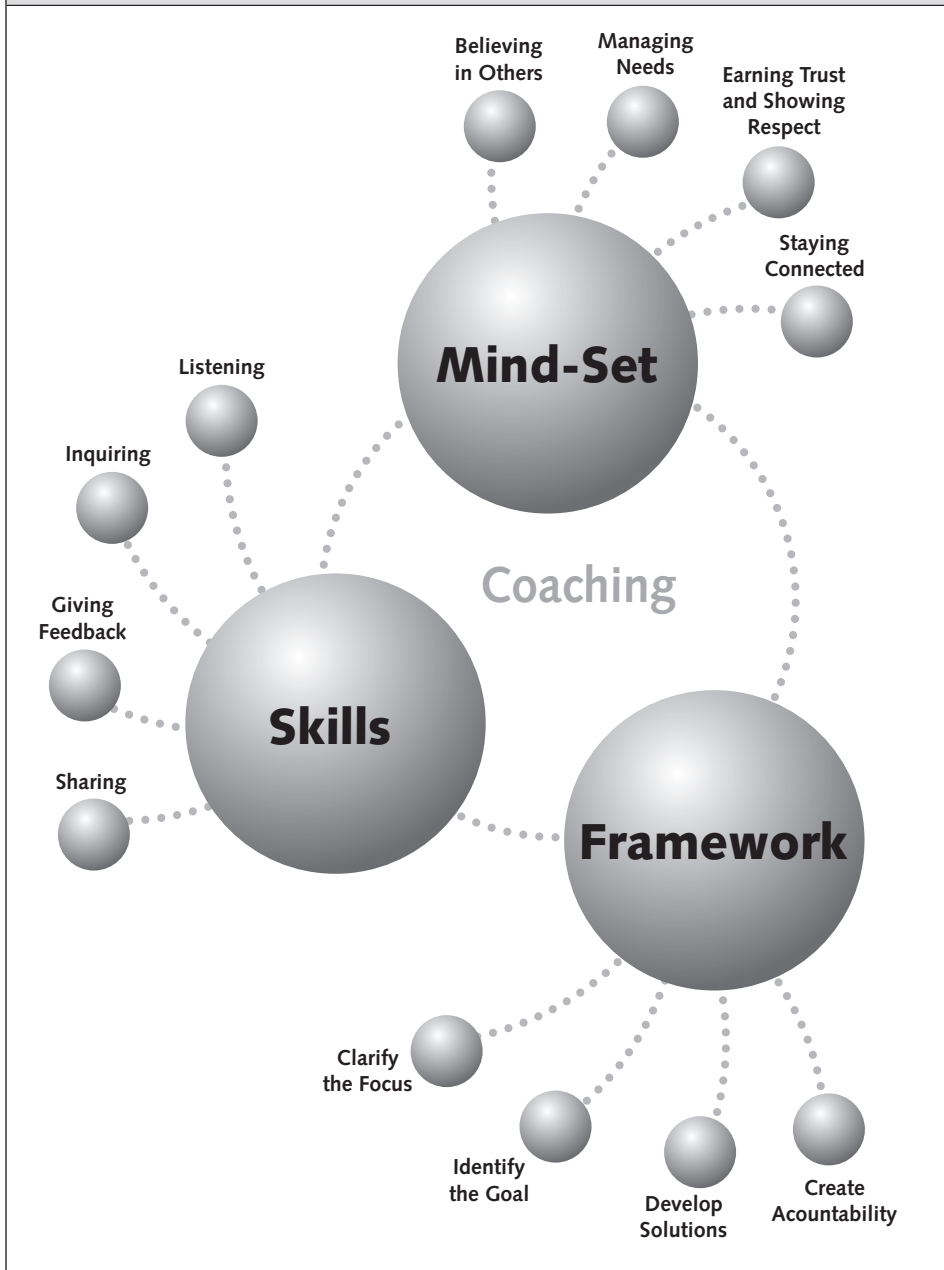 Believing
in Others
Managing
Needs
Earning Trust
and Showing
Respect
Staying
Connected
Mind-Set
Listening
Inquiring
Giving
Feedback
Sharing
Coaching
Skills
Framework
Clarify
the Focus
Identify
the Goal
Develop
Solutions
Create
Acountability